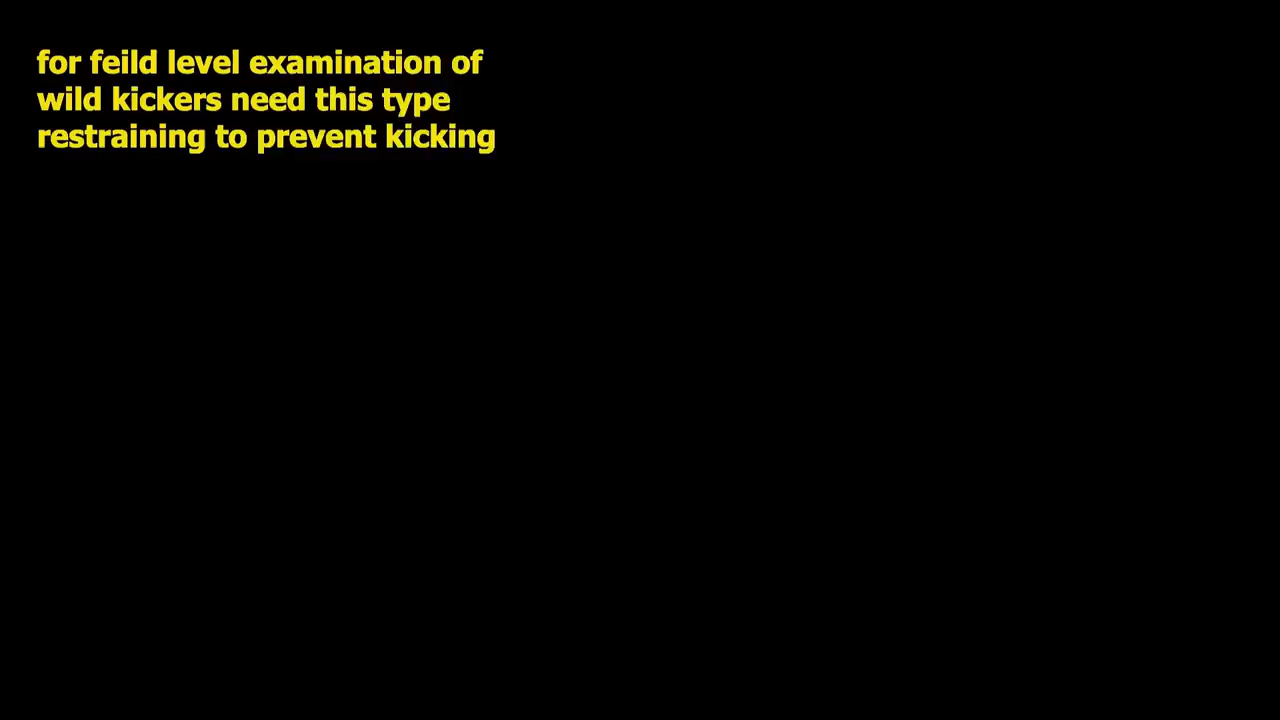 for feild level examination of
wild kickers need this type
restraining to prevent kicking